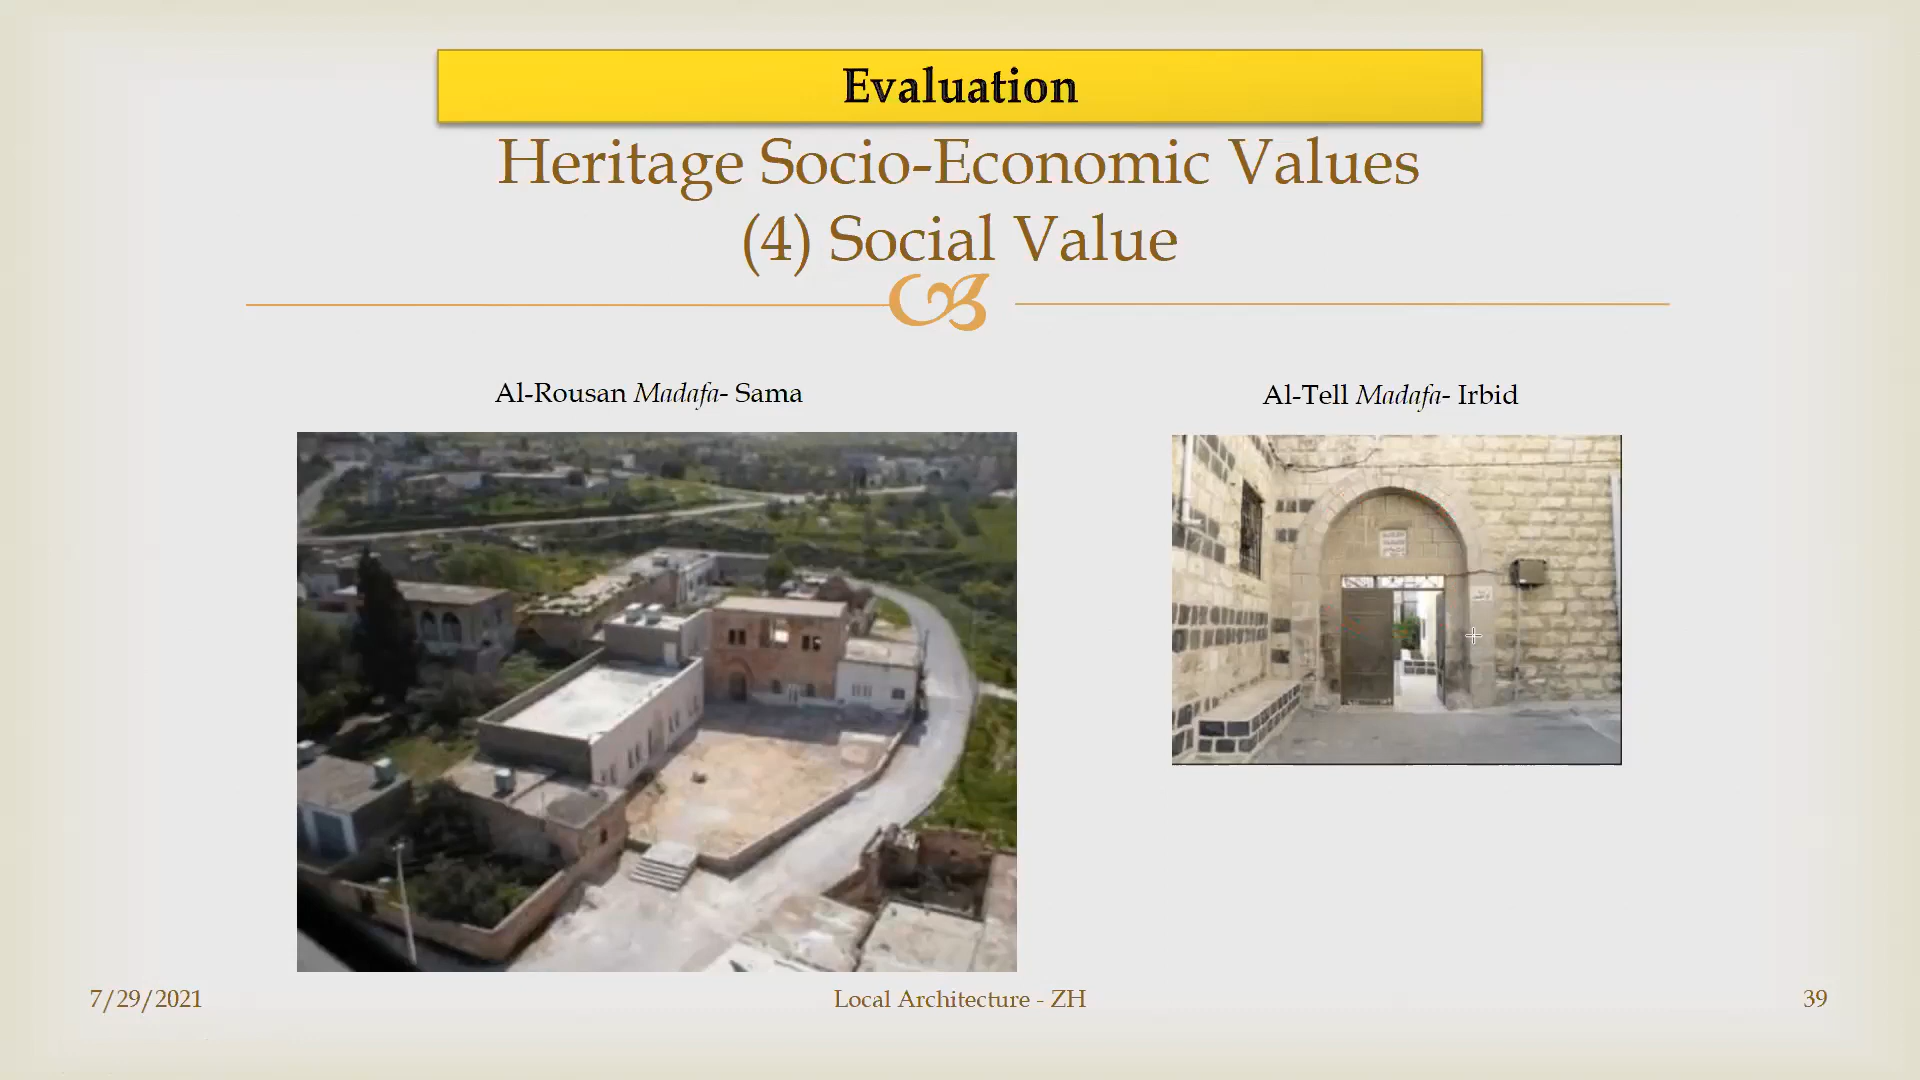 Evaluation
Heritage Socio-Economic Values
(4) Social Value
Al-Rousan Madafa- Sama
Al-Tell Madafa- Irbid
7/29/2021
Local Architecture - ZH
39